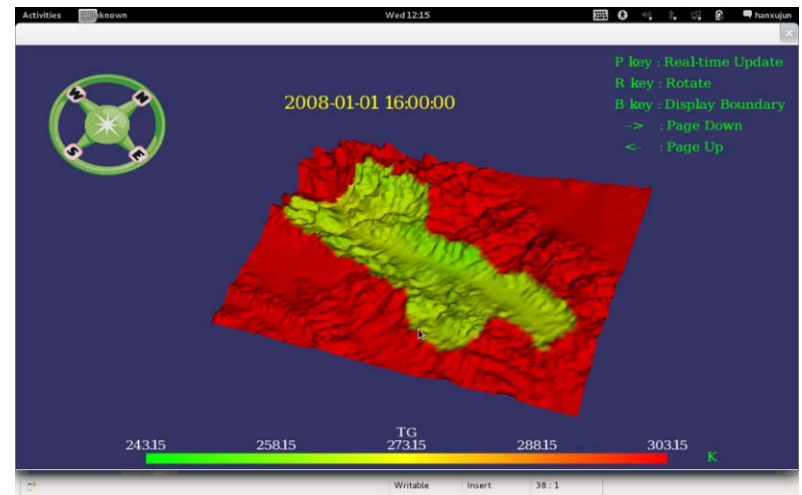 Activities
nknown
Wed 12:15
hanxujun
P key : Real-time Update
R key : Rotate
B key : Display Boundary
--> : Page Down
<- : Page Up
2008-01-01 16:00:00
W
N
S
E
TG
243.15 258.15 273.15 288.15 303.15
K
Writable Insert 38 : 1